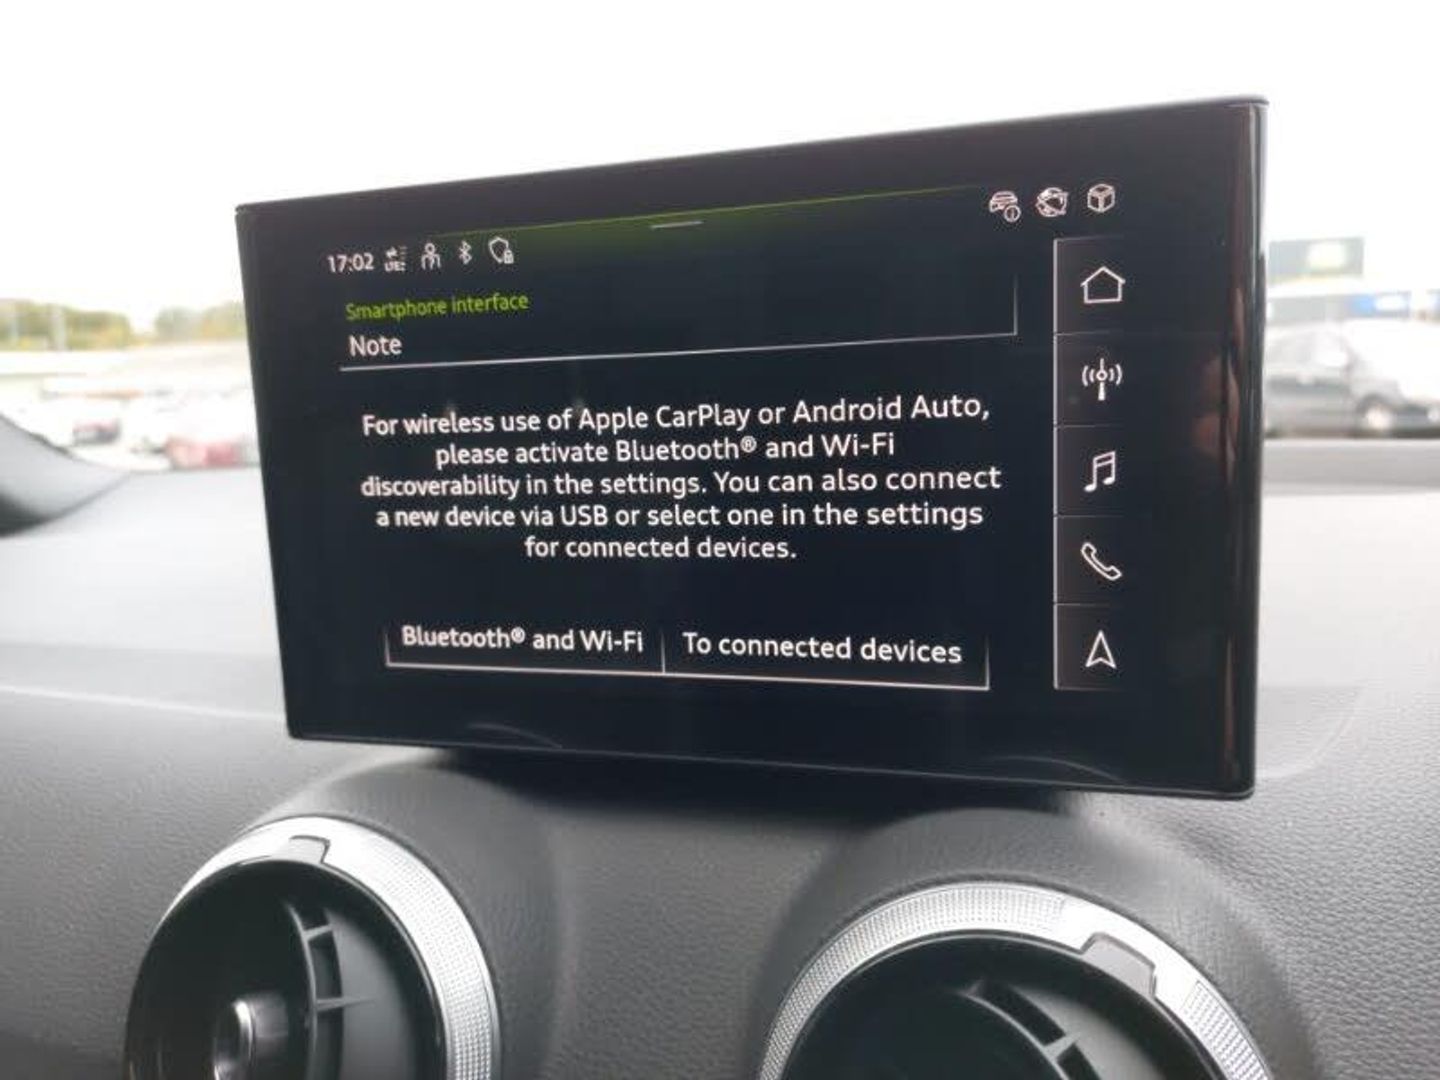 17:02 LTE
Smartphone interface
Note
For wireless use of Apple CarPlay or Android Auto,
please activate Bluetooth® and Wi-Fi
discoverability in the settings. You can also connect
a new device via USB or select one in the settings
for connected devices.
Bluetooth® and Wi-Fi
To connected devices